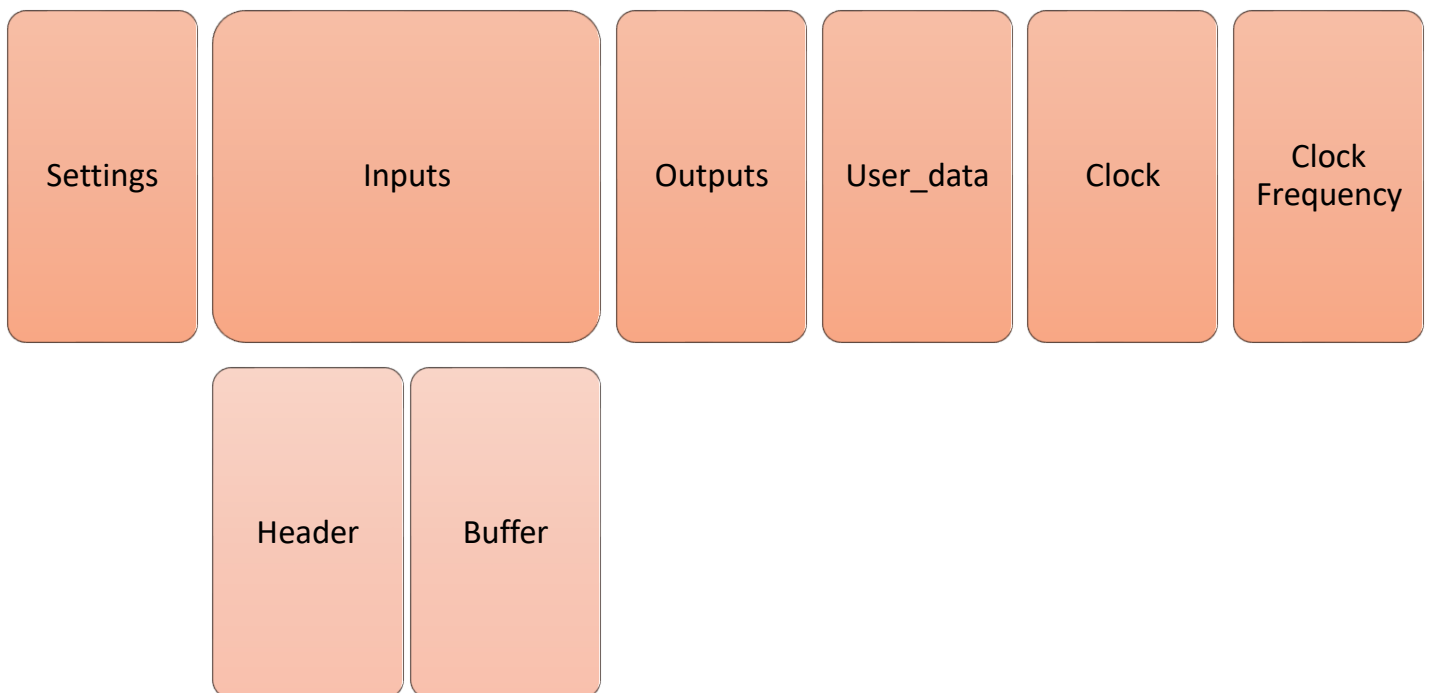 Settings
Inputs
Outputs
User_data
Clock
Clock
Frequency
Header
Buffer